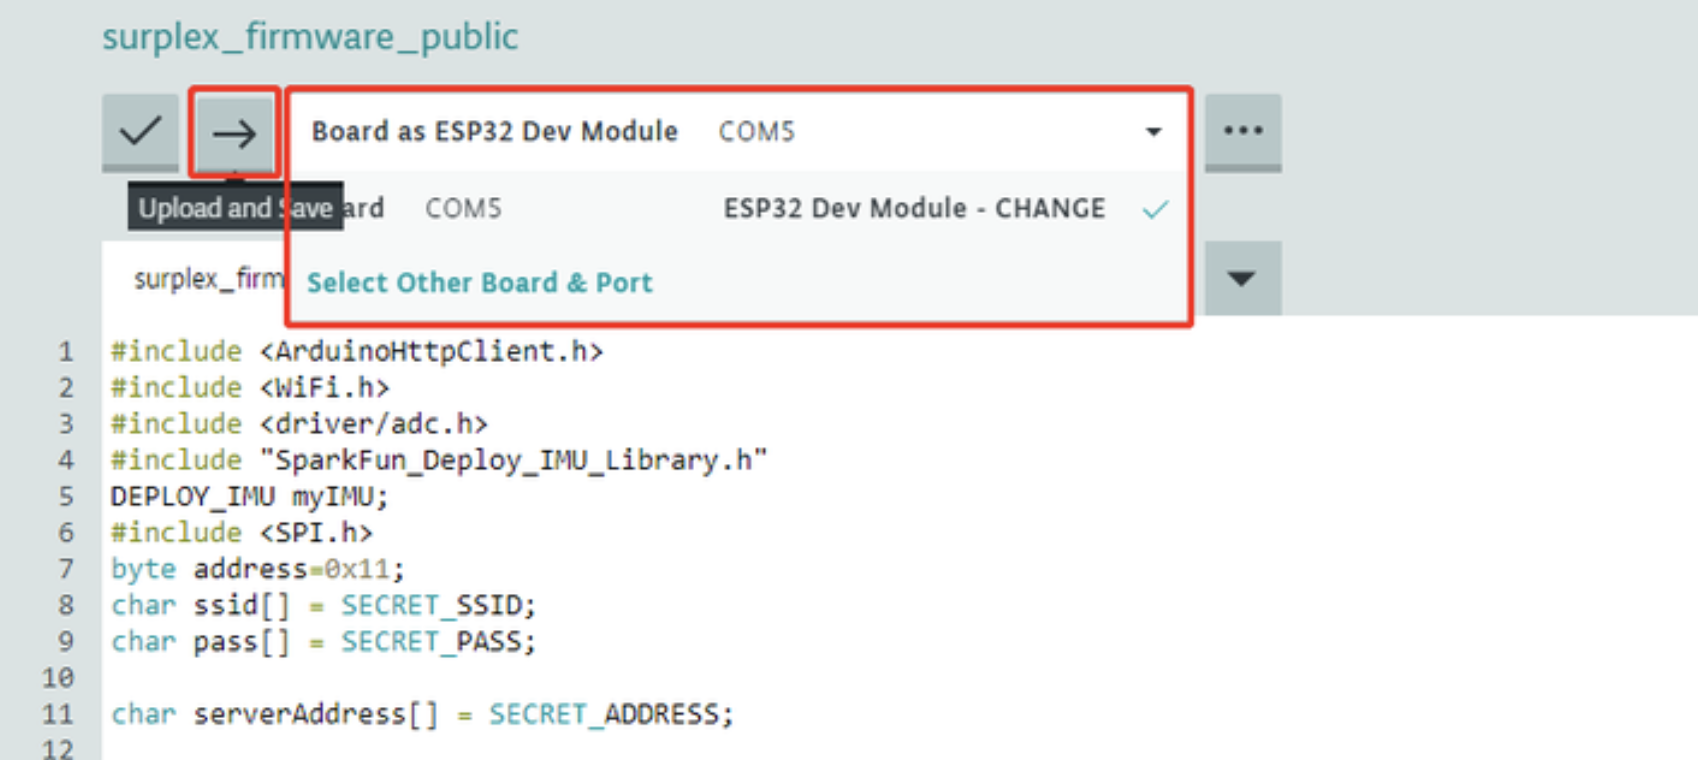 surplex_firmware_public
Board as ESP32 Dev Module COM5
Upload and Save ard COM5 ESP32 Dev Module - CHANGE
surplex_firm Select Other Board & Port
1 #include <ArduinoHttpClient.h>
2 #include <WiFi.h>
3 #include <driver/adc.h>
4 #include "SparkFun_Deploy_IMU_Library.h"
5 DEPLOY_IMU myIMU;
6 #include <SPI.h>
7 byte address=0x11;
8 char ssid[] = SECRET_SSID;
9 char pass[] = SECRET_PASS;
10
11 char serverAddress[] = SECRET_ADDRESS;
12